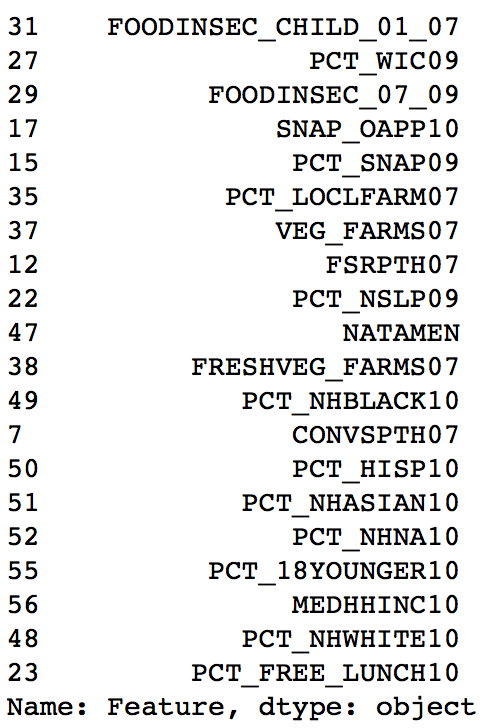 31 FOODINSEC_CHILD_01_07
27 PCT_WIC09
29 FOODINSEC_07_09
17 SNAP_OAPP10
15 PCT_SNAP09
35 PCT_LOCLFARM07
37 VEG_FARMS07
12 FSRPTH07
22 PCT_NSLP09
47 NATAMEN
38 FRESHVEG_FARMS07
49 PCT_NHBLACK10
7 CONVSPTH07
50 PCT_HISP10
51 PCT_NHASIAN10
52 PCT_NHNA10
55 PCT_18YOUNGER10
56 MEDHHINC10
48 PCT_NHWHITE10
23 PCT_FREE_LUNCH10
Name: Feature, dtype: object